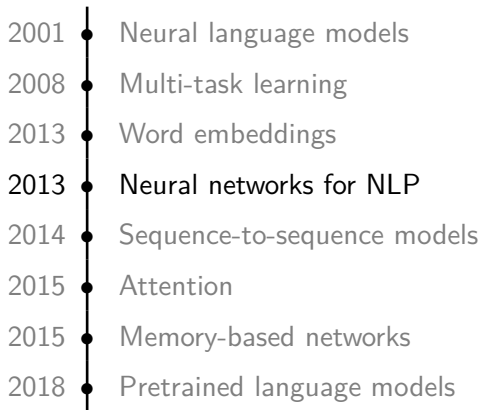 2001 Neural language models
2008 Multi-task learning
2013 Word embeddings
2013 Neural networks for NLP
2014 Sequence-to-sequence models
2015 Attention
2015 Memory-based networks
2018 Pretrained language models